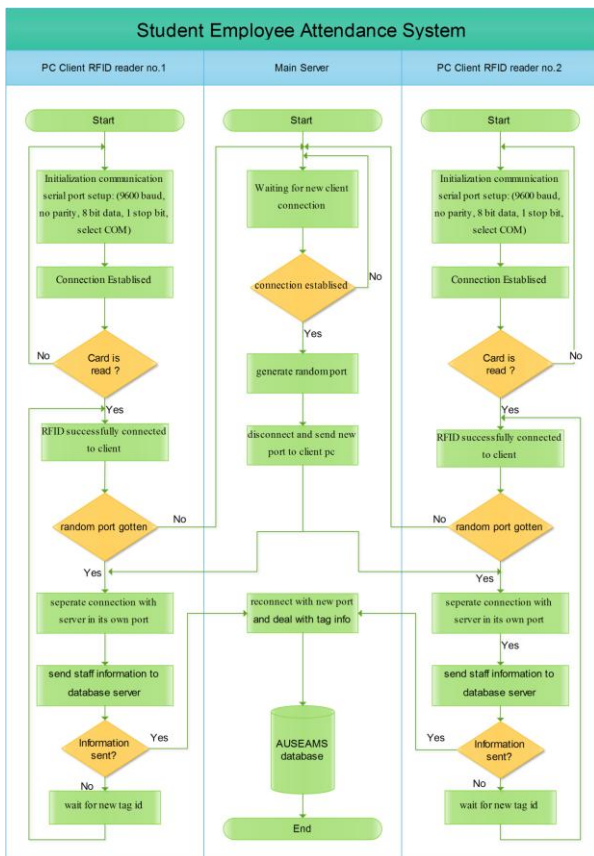 Student Employee Attendance System
PC Client RFID reader no.1
Main Server
PC Client RFID reader no.2
Start
Initialization communication
serial port setup: (9600 baud,
no parity, 8 bit data, 1 stop bit,
select COM)
Connection Establised
No
Card is
read ?
Yes
RFID successfully connected
to client
random port gotten
No
Yes
seperate connection with
server in its own port
send staff information to
database server
Information
sent?
Yes
No
wait for new tag id
Start
Waiting for new client
connection
connection establised
No
Yes
generate random port
disconnect and send new
port to client pc
reconnect with new port
and deal with tag info
AUSEAMS
database
End
Start
Initialization communication
serial port setup: (9600 baud,
no parity, 8 bit data, 1 stop bit,
select COM)
Connection Establised
Card is
read ?
No
Yes
RFID successfully connected
to client
No
random port gotten
Yes
seperate connection with
server in its own port
Yes
send staff information to
database server
Yes
Information
sent?
No
wait for new tag id